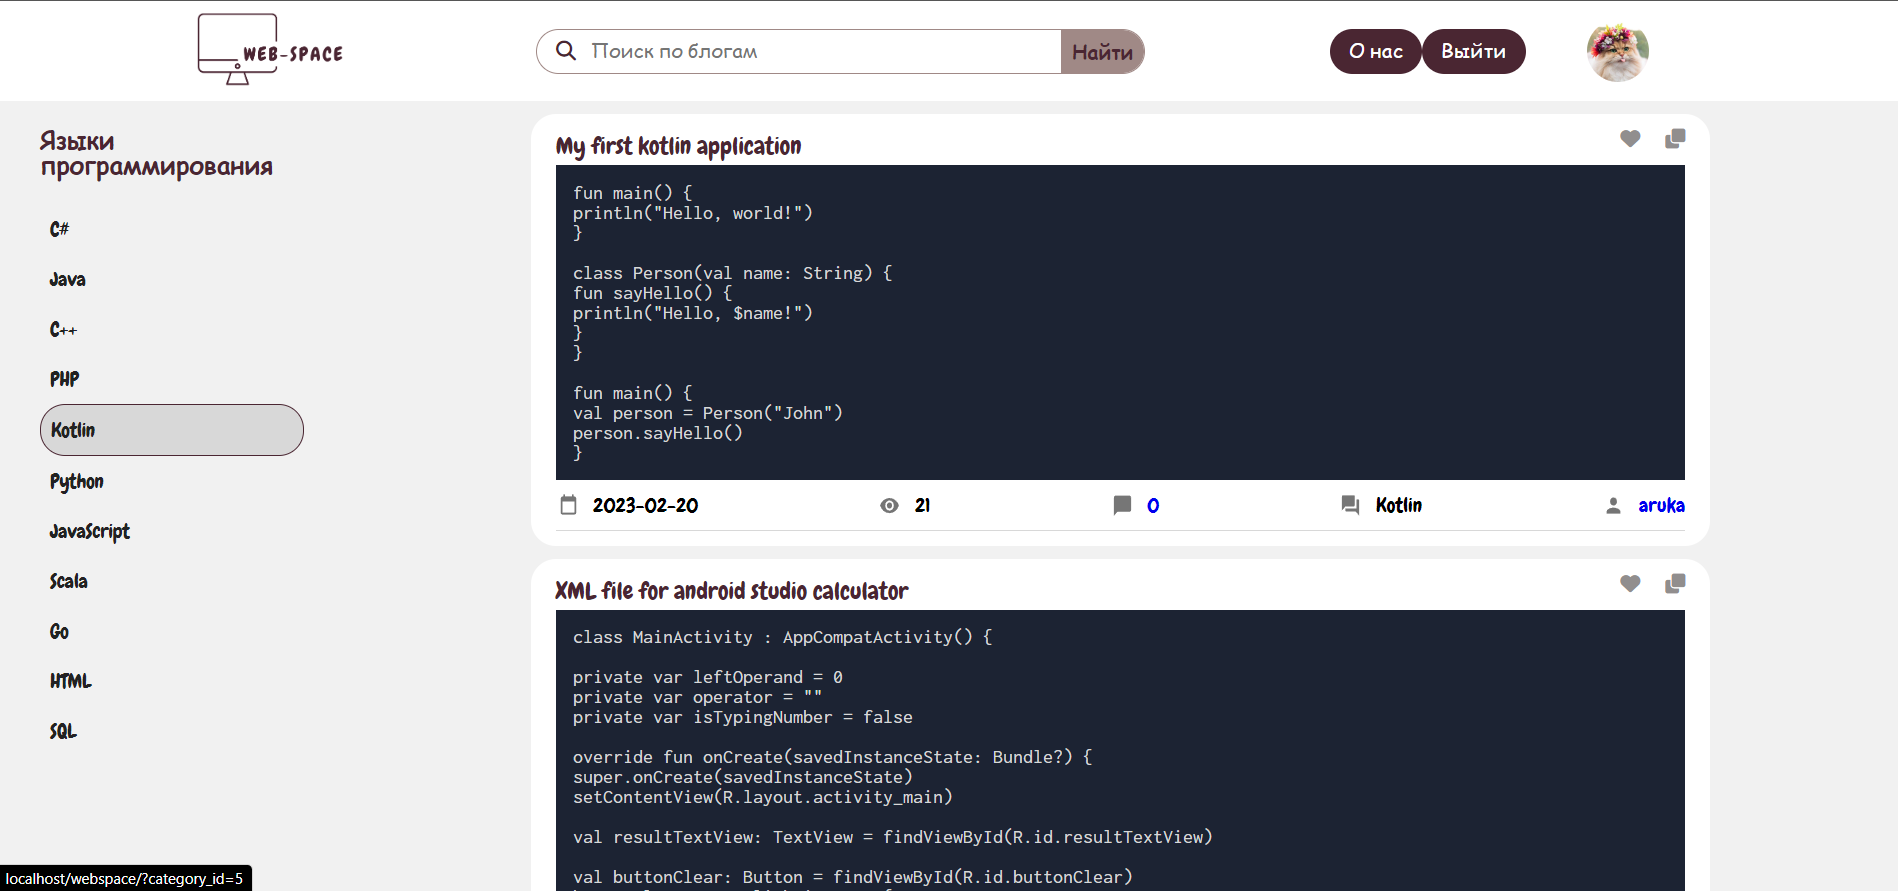 WEB-SPACE
Поиск по блогам
Найти
О нас
Выйти
Языки
программирования
C#
Java
C++
PHP
Kotlin
Python
JavaScript
Scala
Go
HTML
SQL
My first kotlin application
fun main() {
println("Hello, world!")
}
class Person(val name: String) {
fun sayHello() {
println("Hello, $name!")
}
}
fun main() {
val person = Person("John")
person.sayHello()
}
2023-02-20
21
0
Kotlin
aruka
XML file for android studio calculator
class MainActivity : AppCompatActivity() {
private var leftOperand = 0
private var operator = ""
private var isTypingNumber = false
override fun onCreate(savedInstanceState: Bundle?) {
super.onCreate(savedInstanceState)
setContentView(R.layout.activity_main)
val resultTextView: TextView = findViewById(R.id.resultTextView)
val buttonClear: Button = findViewById(R.id.buttonClear)
localhost/webspace/?category_id=5